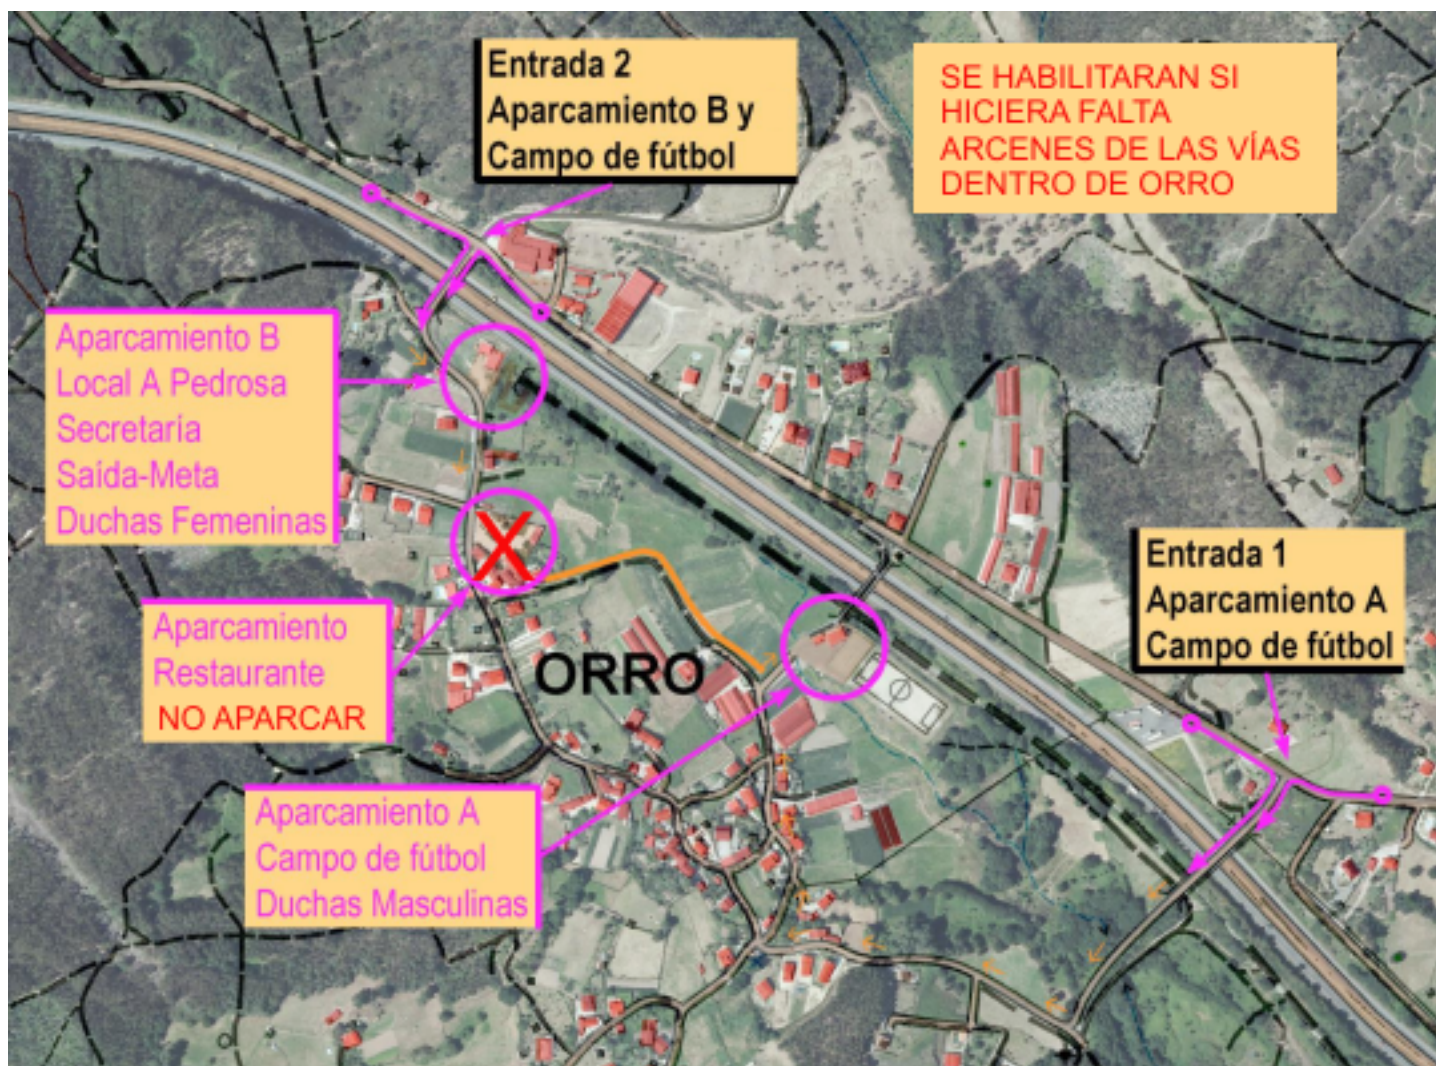 Entrada 2
Aparcamiento B y
Campo de fútbol
SE HABILITARAN SI
HICIERA FALTA
ARCENES DE LAS VÍAS
DENTRO DE ORRO
Aparcamiento B
Local A Pedrosa
Secretaria
Saida-Meta
Duchas Femeninas
X
Entrada 1
Aparcamiento A
Campo de fútbol
Aparcamiento
Restaurante
NO APARCAR
ORRO
Aparcamiento A
Campo de fútbol
Duchas Masculinas